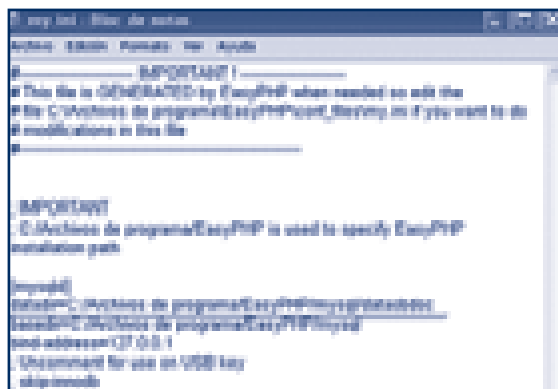 my.ini - Bloc de notas
Archivo Edición Formato Ver Ayuda
#---------------- IMPORTANT ! ----------------
# This file is GENERATED by EasyPHP when needed so edit the
# file C:\Archivos de programa\EasyPHP\conf_files\my.ini if you want to do
# modifications in this file
#------------------------------------------
; IMPORTANT
; C:/Archivos de programa/EasyPHP is used to specify EasyPHP
installation path
[mysqld]
basedir=C:/Archivos de programa/EasyPHP/mysql
bind-address=127.0.0.1
; Uncomment for use on USB key
; skip-innodb